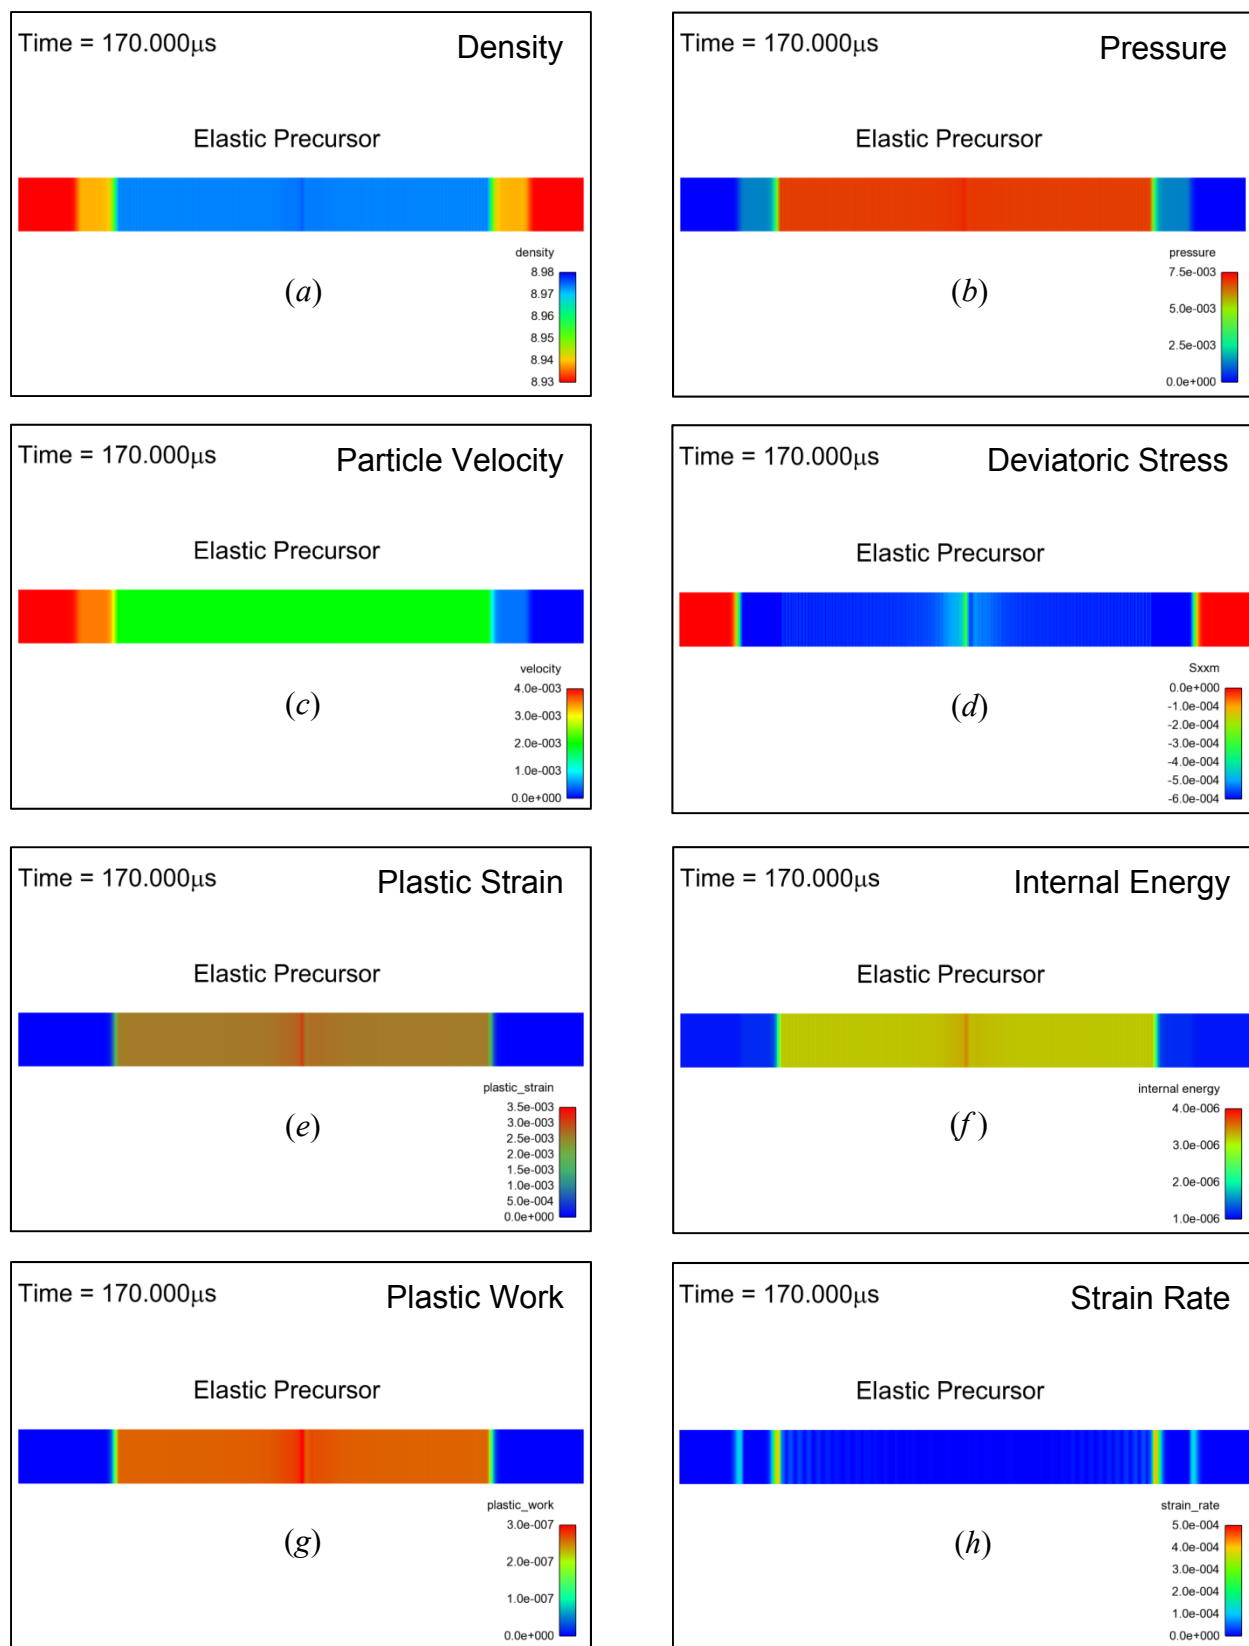 Time = 170.000μs Density
Elastic Precursor
density
8.98
8.97
8.96
8.95
8.94
8.93
(a)
Time = 170.000μs Pressure
Elastic Precursor
pressure
7.5e-003
5.0e-003
2.5e-003
0.0e+000
(b)
Time = 170.000μs Particle Velocity
Elastic Precursor
velocity
4.0e-003
3.0e-003
2.0e-003
1.0e-003
0.0e+000
(c)
Time = 170.000μs Deviatoric Stress
Elastic Precursor
Sxxm
0.0e+000
-1.0e-004
-2.0e-004
-3.0e-004
-4.0e-004
-5.0e-004
-6.0e-004
(d)
Time = 170.000μs Plastic Strain
Elastic Precursor
plastic_strain
3.5e-003
3.0e-003
2.5e-003
2.0e-003
1.5e-003
1.0e-003
5.0e-004
0.0e+000
(e)
Time = 170.000μs Internal Energy
Elastic Precursor
internal energy
4.0e-006
3.0e-006
2.0e-006
1.0e-006
(f)
Time = 170.000μs Plastic Work
Elastic Precursor
plastic_work
3.0e-007
2.0e-007
1.0e-007
0.0e+000
(g)
Time = 170.000μs Strain Rate
Elastic Precursor
strain_rate
5.0e-004
4.0e-004
3.0e-004
2.0e-004
1.0e-004
0.0e+000
(h)